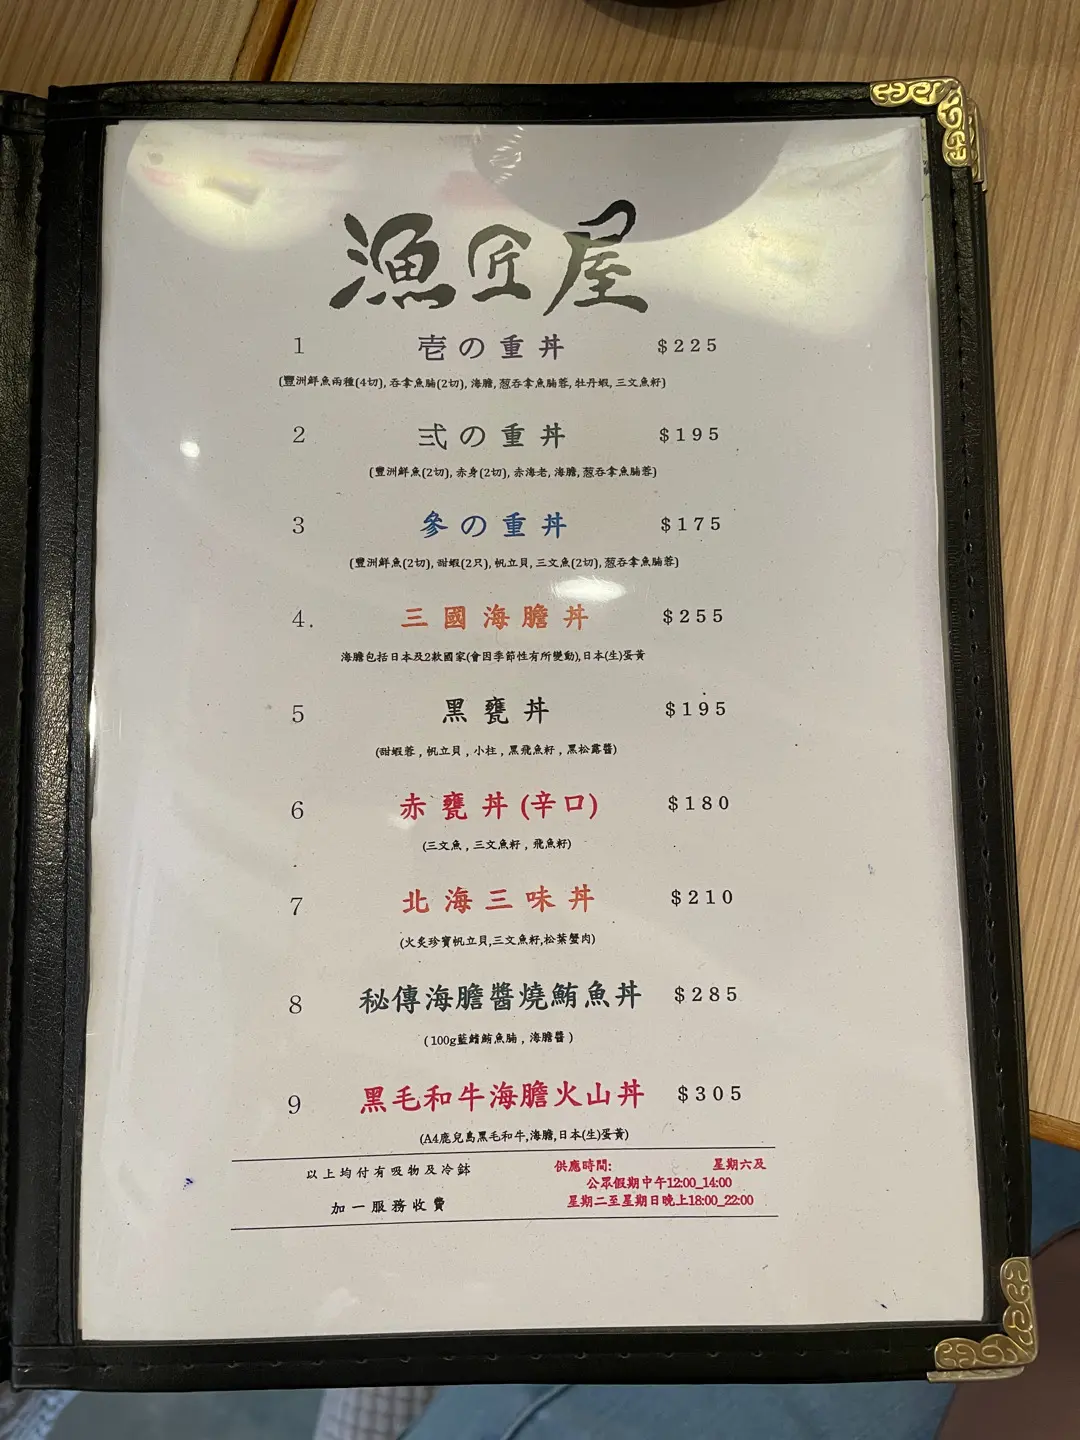 漁匠屋
1 壱の重丼 $225
(豐洲鮮魚兩種(4切), 吞拿魚腩(2切), 海膽, 葱吞拿魚腩蓉, 牡丹蝦, 三文魚籽)
2 弍の重丼 $195
(豐洲鮮魚(2切), 赤身(2切), 赤海老, 海膽, 葱吞拿魚腩蓉)
3 參の重丼 $175
(豐洲鮮魚(2切), 甜蝦(2只), 帆立貝, 三文魚(2切), 葱吞拿魚腩蓉)
4. 三國海膽丼 $255
海膽包括日本及2款國家(會因季節性有所變動),日本(生)蛋黃
5 黑甕丼 $195
(甜蝦蓉 , 帆立貝 , 小柱 , 黑飛魚籽 , 黑松露醬)
6 赤甕丼(辛口) $180
(三文魚 , 三文魚籽 , 飛魚籽)
7 北海三味丼 $210
(火炙珍寶帆立貝,三文魚籽,松葉蟹肉)
8 秘傳海膽醬燒鮪魚丼 $285
(100g藍鰭鮪魚腩 , 海膽醬)
9 黑毛和牛海膽火山丼 $305
(A4鹿兒島黑毛和牛,海膽,日本(生)蛋黃)
以上均付有吸物及冷鉢
加一服務收費
供應時間: 星期六及
公眾假期中午12:00_14:00
星期二至星期日晚上18:00_22:00